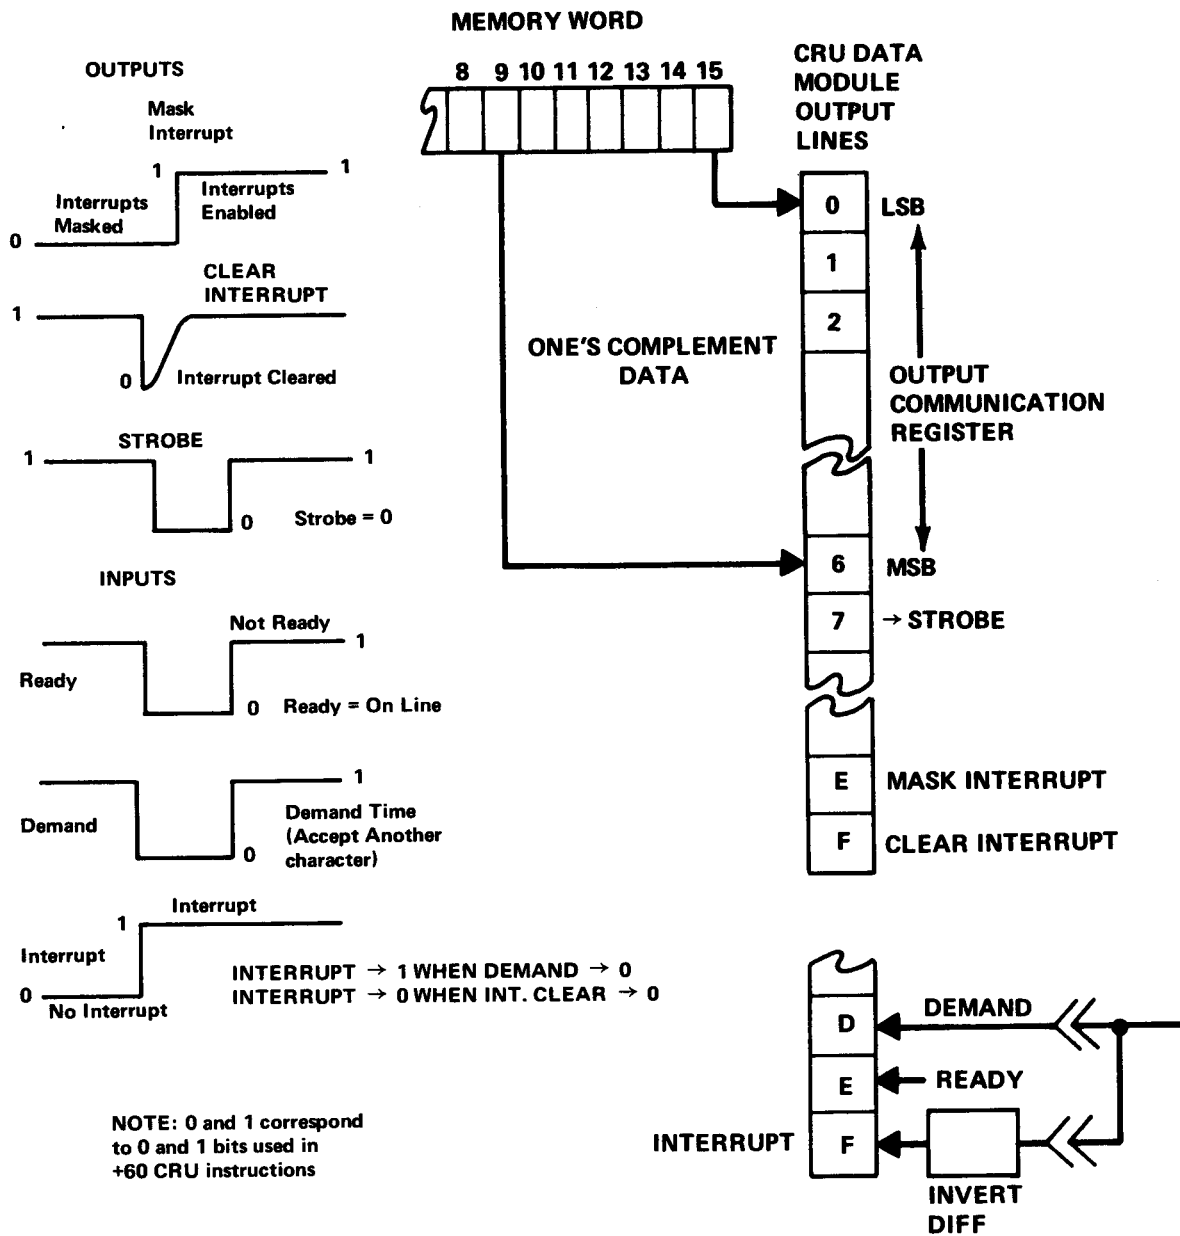 MEMORY WORD
8 9 10 11 12 13 14 15
CRU DATA
MODULE
OUTPUT
LINES
OUTPUTS
Mask
Interrupt
1
1
Interrupts
Masked
Interrupts
Enabled
0
CLEAR
INTERRUPT
1
0
Interrupt Cleared
STROBE
1
1
0
Strobe = 0
INPUTS
Not Ready
1
Ready
0
Ready = On Line
1
Demand
Demand Time
(Accept Another
character)
0
Interrupt
1
Interrupt
0
No Interrupt
INTERRUPT → 1 WHEN DEMAND → 0
INTERRUPT → 0 WHEN INT. CLEAR → 0
NOTE: 0 and 1 correspond
to 0 and 1 bits used in
+60 CRU instructions
ONE'S COMPLEMENT
DATA
0 LSB
1
2
OUTPUT
COMMUNICATION
REGISTER
6 MSB
7 → STROBE
E MASK INTERRUPT
F CLEAR INTERRUPT
D DEMAND
E READY
INTERRUPT F
INVERT
DIFF